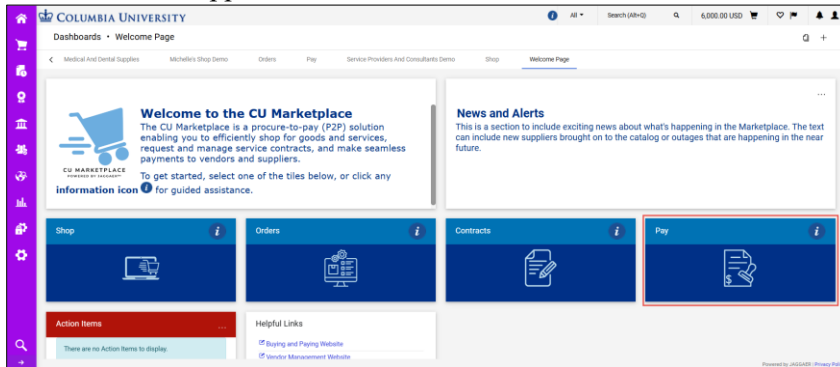 COLUMBIA UNIVERSITY
All
Search (Alt+Q)
6,000.00 USD
Dashboards • Welcome Page
Medical And Dental Supplies
Michelle's Shop Demo
Orders
Pay
Service Providers And Consultants Demo
Shop
Welcome Page
CU MARKETPLACE
POWERED BY JAGGAER
Welcome to the CU Marketplace
The CU Marketplace is a procure-to-pay (P2P) solution
enabling you to efficiently shop for goods and services,
request and manage service contracts, and make seamless
payments to vendors and suppliers.
To get started, select one of the tiles below, or click any
information icon i for guided assistance.
News and Alerts
This is a section to include exciting news about what's happening in the Marketplace. The text
can include new suppliers brought on to the catalog or outages that are happening in the near
future.
Shop
Orders
Contracts
Pay
Action Items
There are no Action Items to display.
Helpful Links
Buying and Paying Website
Vendor Management Website
Powered by JAGGAER | Privacy